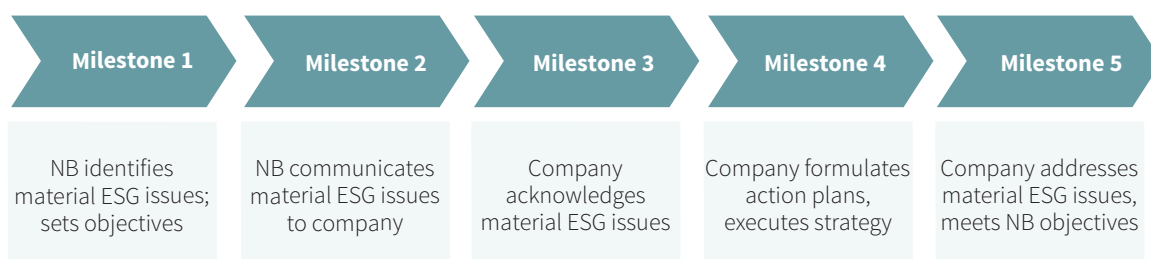 Milestone 1
Milestone 2
Milestone 3
Milestone 4
Milestone 5
NB identifies
material ESG issues;
sets objectives
NB communicates
material ESG issues
to company
Company
acknowledges
material ESG issues
Company formulates
action plans,
executes strategy
Company addresses
material ESG issues,
meets NB objectives